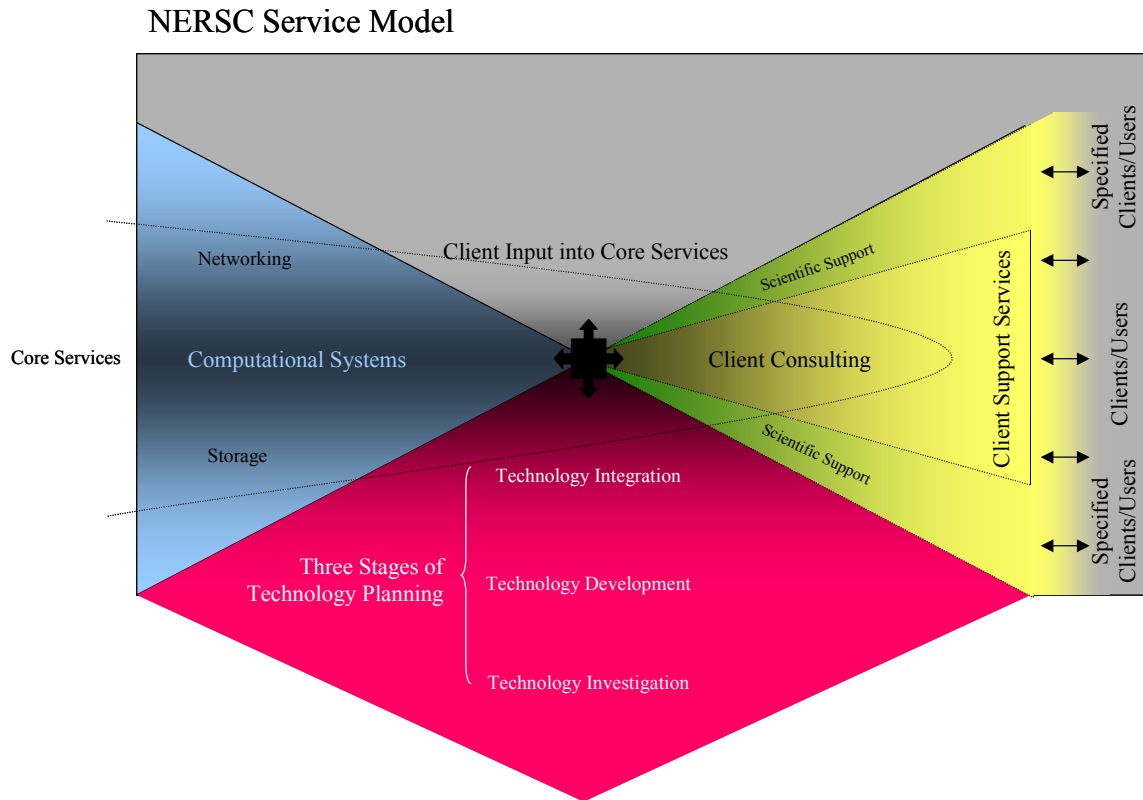 NERSC Service Model
Specified
Clients/Users
Client Input into Core Services
Scientific Support
Networking
Core Services
Computational Systems
Client Consulting
Client Support Services
Clients/Users
Storage
Scientific Support
Specified
Clients/Users
Three Stages of
Technology Planning
Technology Integration
Technology Development
Technology Investigation